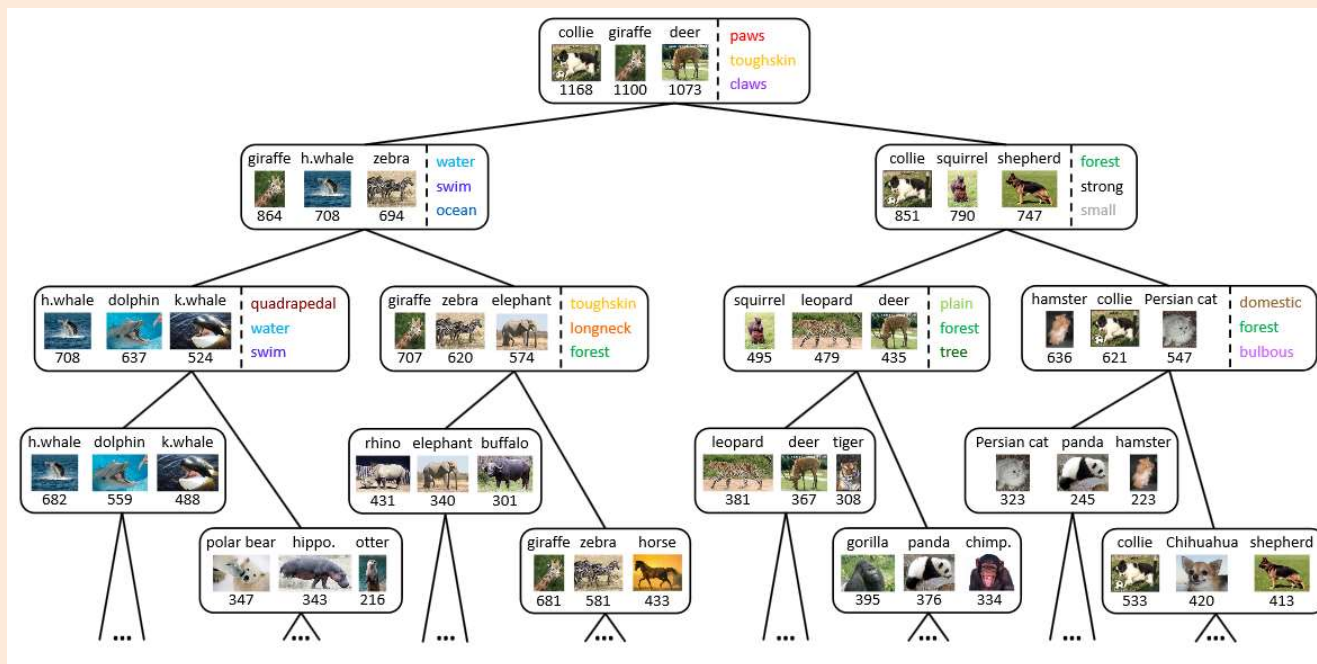 collie giraffe deer
paws
toughskin
claws
1168 1100 1073
giraffe h.whale zebra
water
swim
ocean
864 708 694
collie squirrel shepherd
forest
strong
small
851 790 747
h.whale dolphin k.whale
quadrapedal
water
swim
708 637 524
giraffe zebra elephant
toughskin
longneck
forest
707 620 574
squirrel leopard deer
plain
forest
tree
495 479 435
hamster collie Persian cat
domestic
forest
bulbous
636 621 547
h.whale dolphin k.whale
682 559 488
rhino elephant buffalo
431 340 301
leopard deer tiger
381 367 308
Persian cat panda hamster
323 245 223
polar bear hippo. otter
347 343 216
giraffe zebra horse
681 581 433
gorilla panda chimp.
395 376 334
collie Chihuahua shepherd
533 420 413
... ... ... ... ... ... ... ...